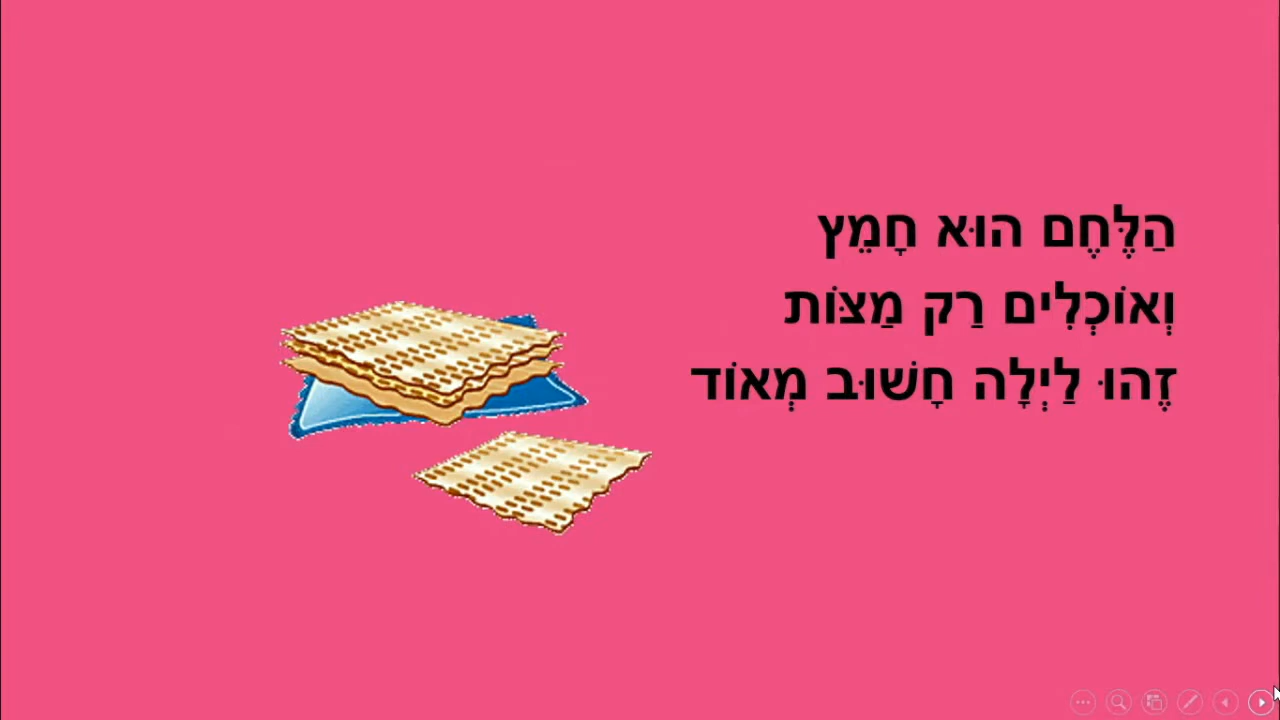 הַלֶּחֶם הוּא חָמֵץ
וְאוֹכְלִים רַק מַצּוֹת
זֶהוּ לַיְלָה חָשׁוּב מְאוֹד